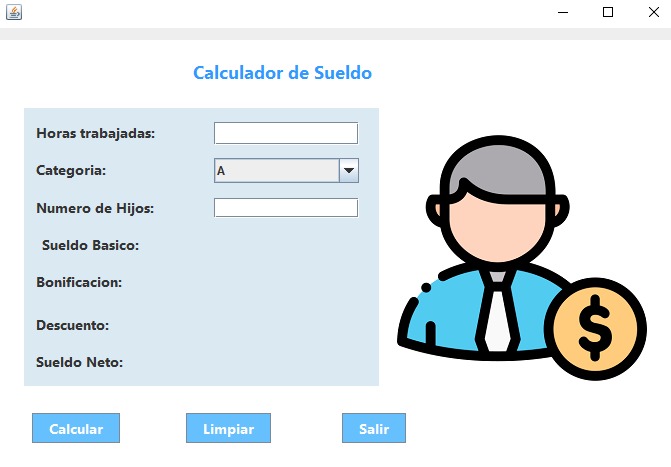 Calculador de Sueldo
Horas trabajadas:
Categoria: A
Numero de Hijos:
Sueldo Basico:
Bonificacion:
Descuento:
Sueldo Neto:
$
Calcular Limpiar Salir